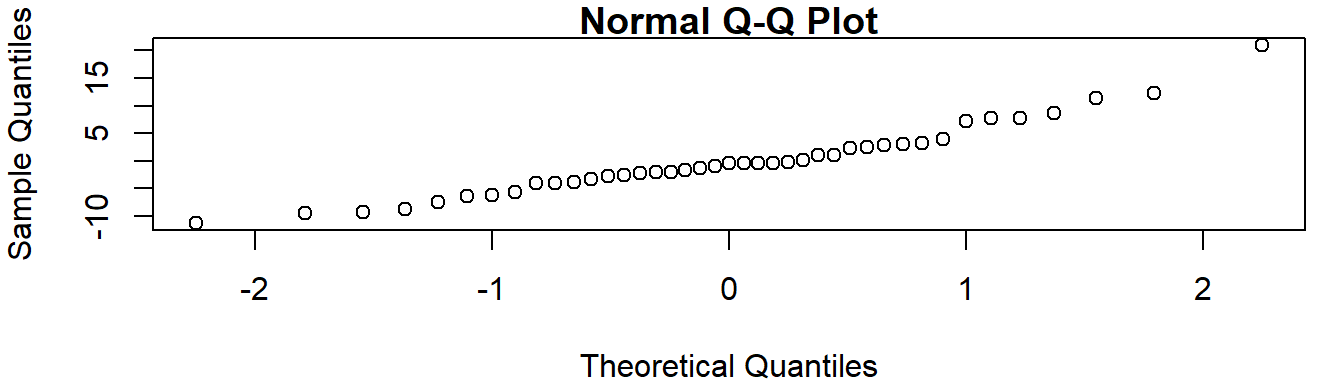 Normal Q-Q Plot
Sample Quantiles
15
5
-10
-2 -1 0 1 2
Theoretical Quantiles